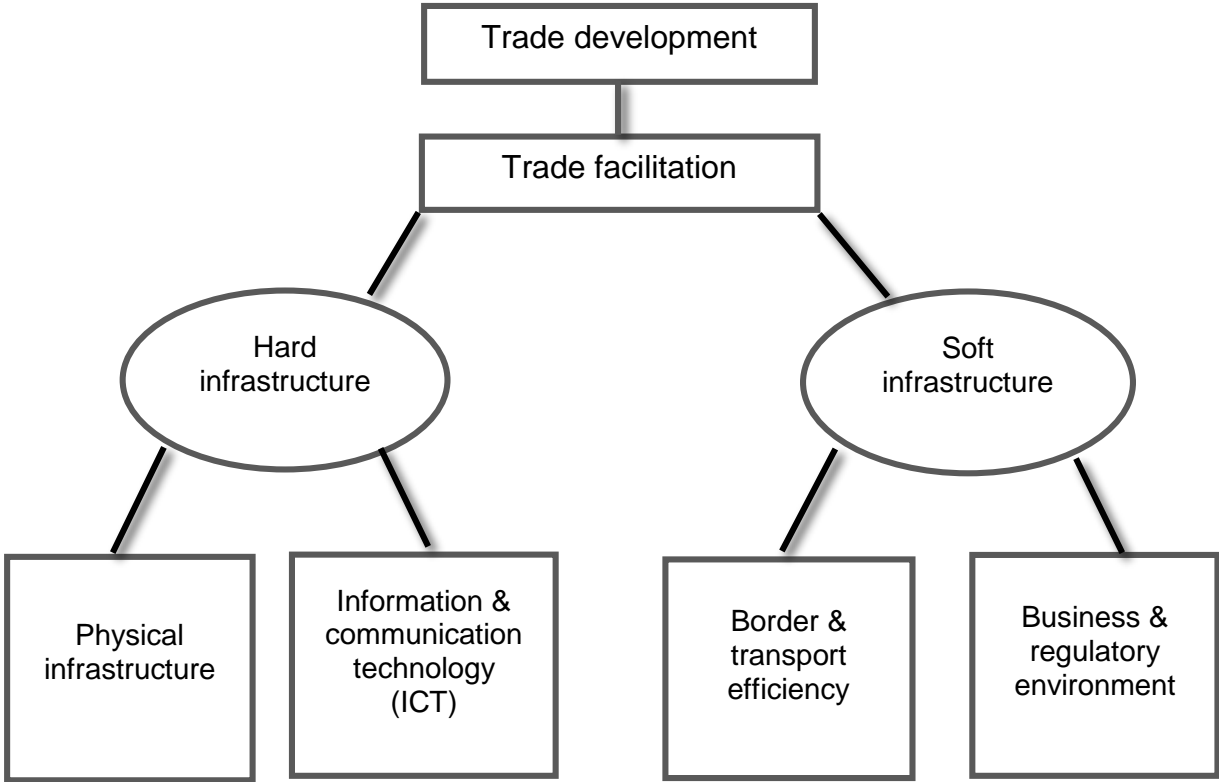 Trade development
Trade facilitation
Hard
infrastructure
Soft
infrastructure
Physical
infrastructure
Information &
communication
technology
(ICT)
Border &
transport
efficiency
Business &
regulatory
environment